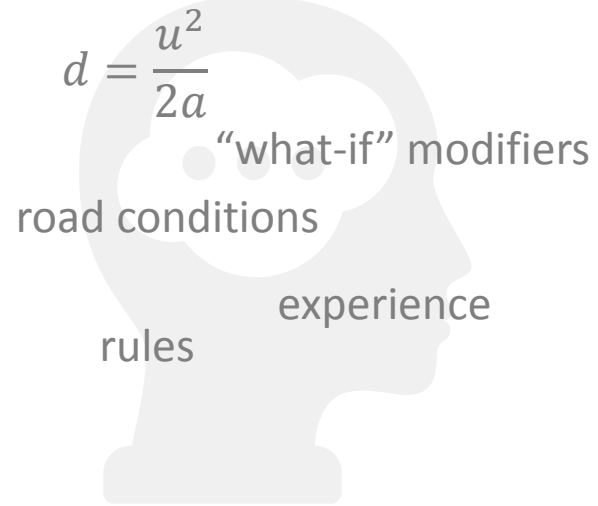 d = u²/2a
“what-if” modifiers
road conditions
experience
rules